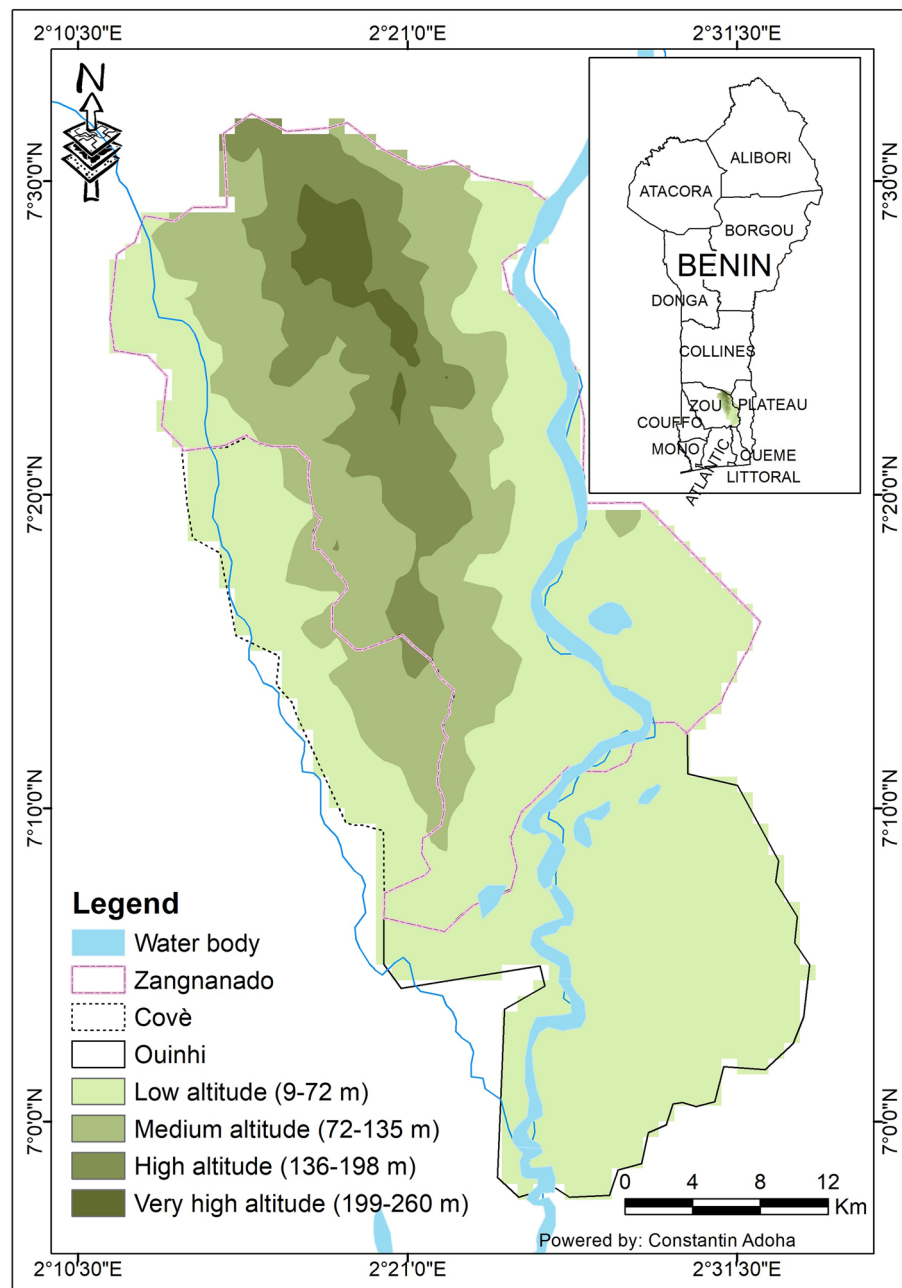 2°10'30"E
2°21'0"E
2°31'30"E
N
7°30'0"N
7°30'0"N
ALIBORI
ATACORA
BORGOU
BENIN
DONGA
COLLINES
ZOU
PLATEAU
COUFFO
MONO
ATLANTIC
OUEME
LITTORAL
7°20'0"N
7°20'0"N
7°10'0"N
7°10'0"N
Legend
Water body
Zangnanado
Covè
Ouinhi
Low altitude (9-72 m)
Medium altitude (72-135 m)
High altitude (136-198 m)
Very high altitude (199-260 m)
7°0'0"N
7°0'0"N
0 4 8 12
Km
Powered by: Constantin Adoha
2°10'30"E
2°21'0"E
2°31'30"E